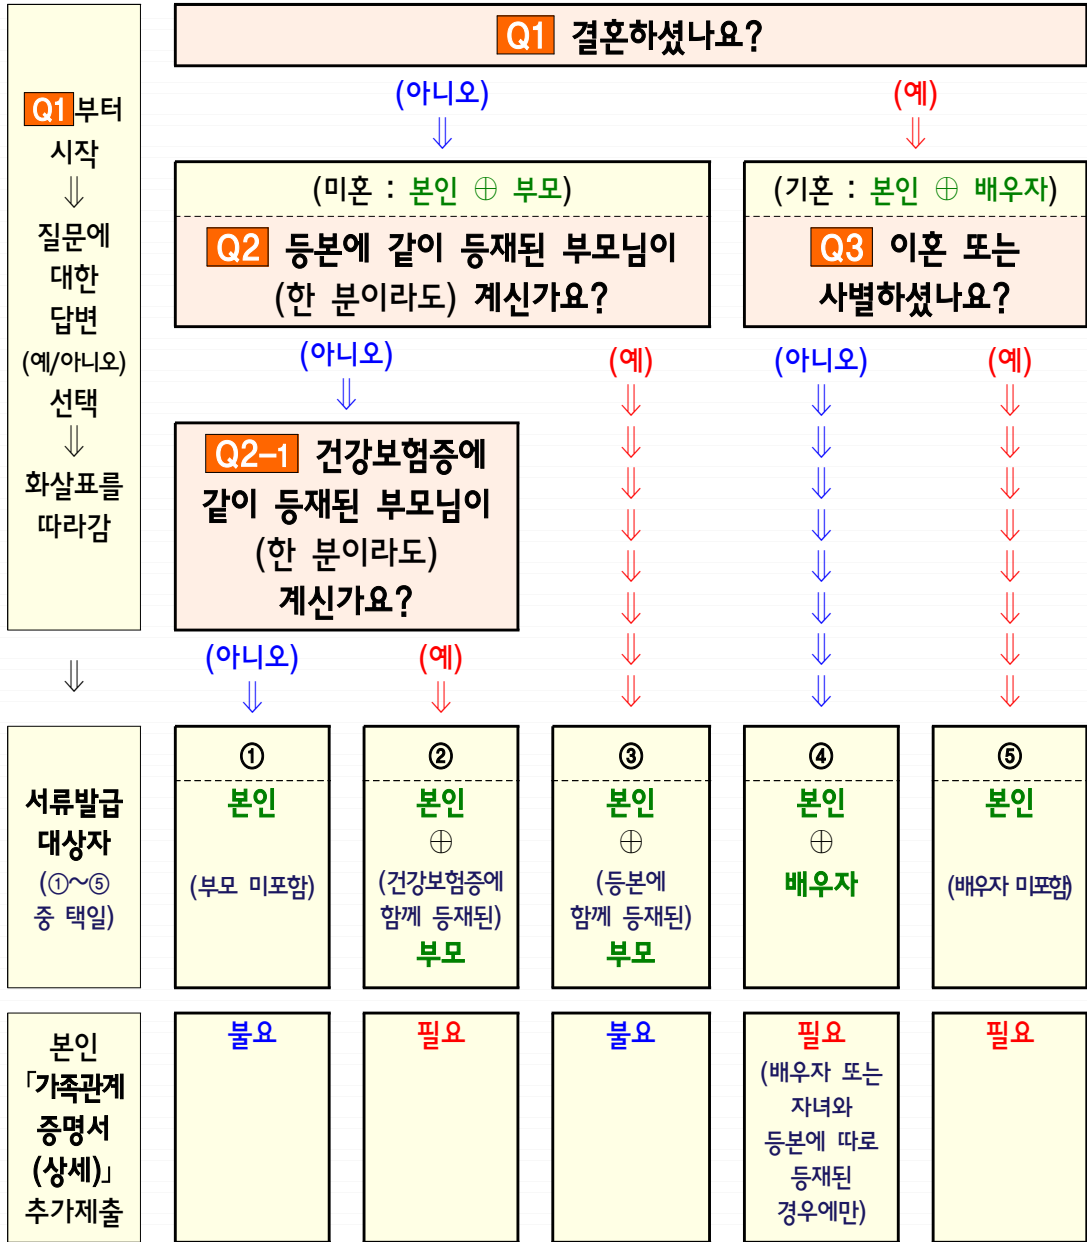 Q1부터
시작
⇓
질문에
대한
답변
(예/아니오)
선택
⇓
화살표를
따라감
⇓
Q1 결혼하셨나요?
(아니오) (예)
⇓ ⇓
(미혼 : 본인 ⊕ 부모)
Q2 등본에 같이 등재된 부모님이
(한 분이라도) 계신가요?
(기혼 : 본인 ⊕ 배우자)
Q3 이혼 또는
사별하셨나요?
(아니오) (예) (아니오) (예)
Q2-1 건강보험증에
같이 등재된 부모님이
(한 분이라도)
계신가요?
(아니오) (예)
서류발급
대상자
(①~⑤
중 택일)
①
본인
(부모 미포함)
②
본인
⊕
(건강보험증에
함께 등재된)
부모
③
본인
⊕
(등본에
함께 등재된)
부모
④
본인
⊕
배우자
⑤
본인
(배우자 미포함)
본인
「가족관계
증명서
(상세)」
추가제출
불요
필요
불요
필요
(배우자 또는
자녀와
등본에 따로
등재된
경우에만)
필요